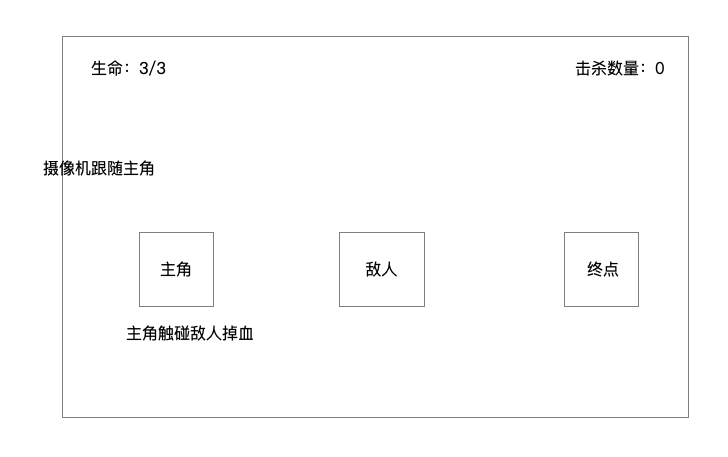 生命：3/3
击杀数量：0
摄像机跟随主角
主角
敌人
终点
主角触碰敌人掉血